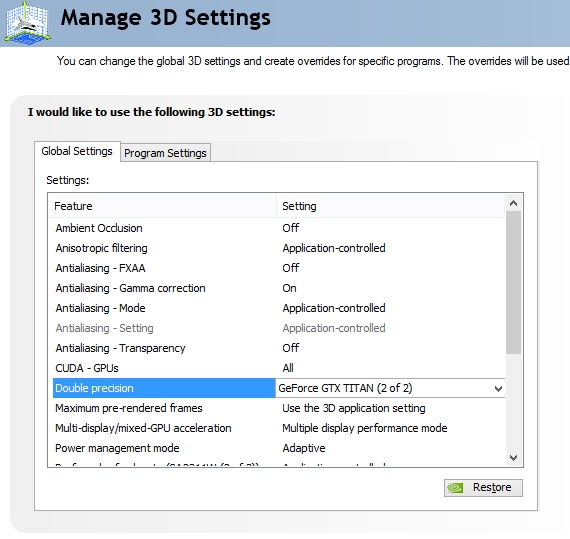 Manage 3D Settings
You can change the global 3D settings and create overrides for specific programs. The overrides will be used
I would like to use the following 3D settings:
Global Settings Program Settings
Settings:
Feature Setting
Ambient Occlusion Off
Anisotropic filtering Application-controlled
Antialiasing - FXAA Off
Antialiasing - Gamma correction On
Antialiasing - Mode Application-controlled
Antialiasing - Setting Application-controlled
Antialiasing - Transparency Off
CUDA - GPUs All
Double precision GeForce GTX TITAN (2 of 2)
Maximum pre-rendered frames Use the 3D application setting
Multi-display/mixed-GPU acceleration Multiple display performance mode
Power management mode Adaptive
Restore